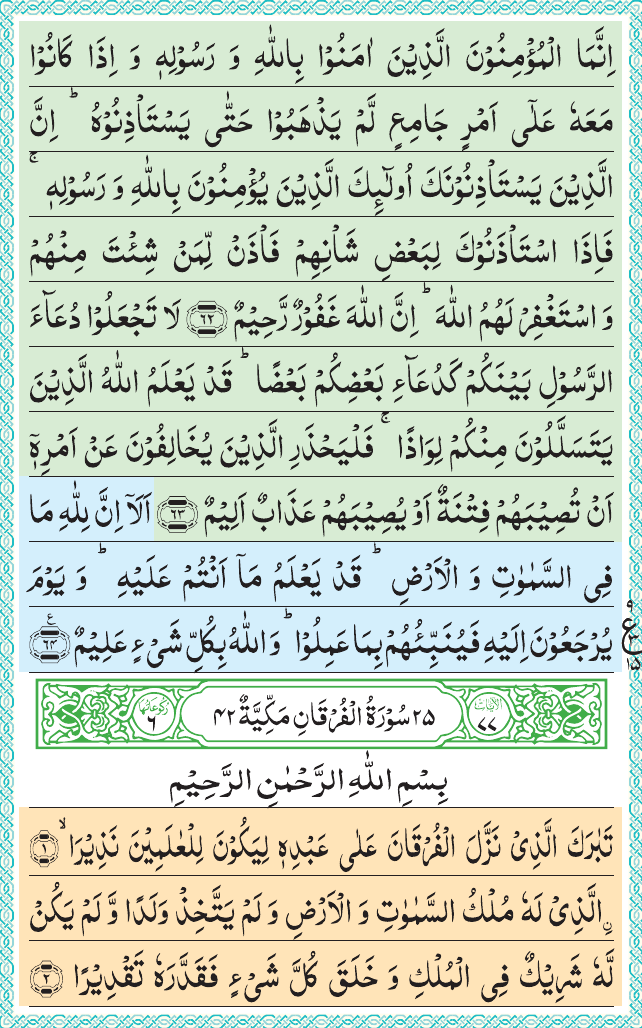 اِنَّمَا الۡمُؤۡمِنُوۡنَ الَّذِيۡنَ اٰمَنُوۡا بِاللّٰهِ وَ رَسُوۡلِهٖ وَ اِذَا كَانُوۡا
مَعَهٗ عَلٰٓى اَمۡرٍ جَامِعٍ لَّمۡ يَذۡهَبُوۡا حَتّٰى يَسۡتَاۡذِنُوۡهُ‌ ؕ اِنَّ
الَّذِيۡنَ يَسۡتَاۡذِنُوۡنَكَ اُولٰٓٮِٕكَ الَّذِيۡنَ يُؤۡمِنُوۡنَ بِاللّٰهِ وَ رَسُوۡلِهٖ‌ ۚ
فَاِذَا اسۡتَاۡذَنُوۡكَ لِبَعۡضِ شَاۡنِهِمۡ فَاۡذَنۡ لِّمَنۡ شِئۡتَ مِنۡهُمۡ
وَ اسۡتَغۡفِرۡ لَهُمُ اللّٰهَ‌ ؕ اِنَّ اللّٰهَ غَفُوۡرٌ رَّحِيۡمٌ ﴿۶۲﴾ لَا تَجۡعَلُوۡا دُعَآءَ
الرَّسُوۡلِ بَيۡنَكُمۡ كَدُعَآءِ بَعۡضِكُمۡ بَعۡضًا‌ ؕ قَدۡ يَعۡلَمُ اللّٰهُ الَّذِيۡنَ
يَتَسَلَّلُوۡنَ مِنۡكُمۡ لِوَاذًا‌ ۚ فَلۡيَحۡذَرِ الَّذِيۡنَ يُخَالِفُوۡنَ عَنۡ اَمۡرِهٖۤ
اَنۡ تُصِيۡبَهُمۡ فِتۡنَةٌ اَوۡ يُصِيۡبَهُمۡ عَذَابٌ اَلِيۡمٌ ﴿۶۳﴾ اَلَاۤ اِنَّ لِلّٰهِ مَا
فِى السَّمٰوٰتِ وَ الۡاَرۡضِ‌ ؕ قَدۡ يَعۡلَمُ مَاۤ اَنۡتُمۡ عَلَيۡهِ ؕ وَ يَوۡمَ
يُرۡجَعُوۡنَ اِلَيۡهِ فَيُنَبِّئُهُمۡ بِمَا عَمِلُوۡا ‌ؕ وَاللّٰهُ بِكُلِّ شَىۡءٍ عَلِيۡمٌ ﴿۶۴﴾ ع
۱۵
الآيات ۷۷ ۲۵ سُوۡرَةُ الۡفُرۡقَانِ مَكِّيَّةٌ ۴۲ ركوعاتها ۶
بِسۡمِ اللّٰهِ الرَّحۡمٰنِ الرَّحِيۡمِ
تَبٰرَكَ الَّذِىۡ نَزَّلَ الۡفُرۡقَانَ عَلٰى عَبۡدِهٖ لِيَكُوۡنَ لِلۡعٰلَمِيۡنَ نَذِيۡرَا ۙ‏ ﴿۱﴾
ۨالَّذِىۡ لَهٗ مُلۡكُ السَّمٰوٰتِ وَ الۡاَرۡضِ وَ لَمۡ يَتَّخِذۡ وَلَدًا وَّ لَمۡ يَكُنۡ
لَّهٗ شَرِيۡكٌ فِى الۡمُلۡكِ وَ خَلَقَ كُلَّ شَىۡءٍ فَقَدَّرَهٗ تَقۡدِيۡرًا ﴿۲﴾